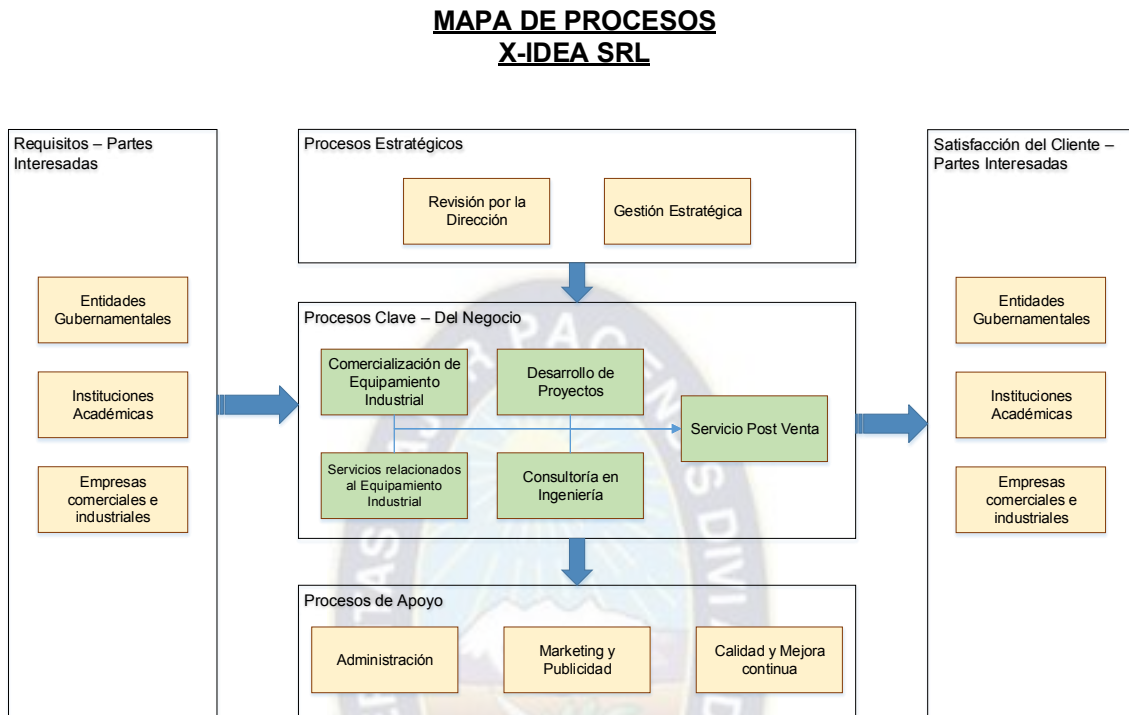 MAPA DE PROCESOS
X-IDEA SRL
Requisitos – Partes
Interesadas
Entidades
Gubernamentales
Instituciones
Académicas
Empresas
comerciales e
industriales
Procesos Estratégicos
Revisión por la
Dirección
Gestión Estratégica
Procesos Clave – Del Negocio
Comercialización de
Equipamiento
Industrial
Desarrollo de
Proyectos
Servicio Post Venta
Servicios relacionados
al Equipamiento
Industrial
Consultoría en
Ingeniería
Procesos de Apoyo
Administración
Marketing y
Publicidad
Calidad y Mejora
continua
Satisfacción del Cliente –
Partes Interesadas
Entidades
Gubernamentales
Instituciones
Académicas
Empresas
comerciales e
industriales